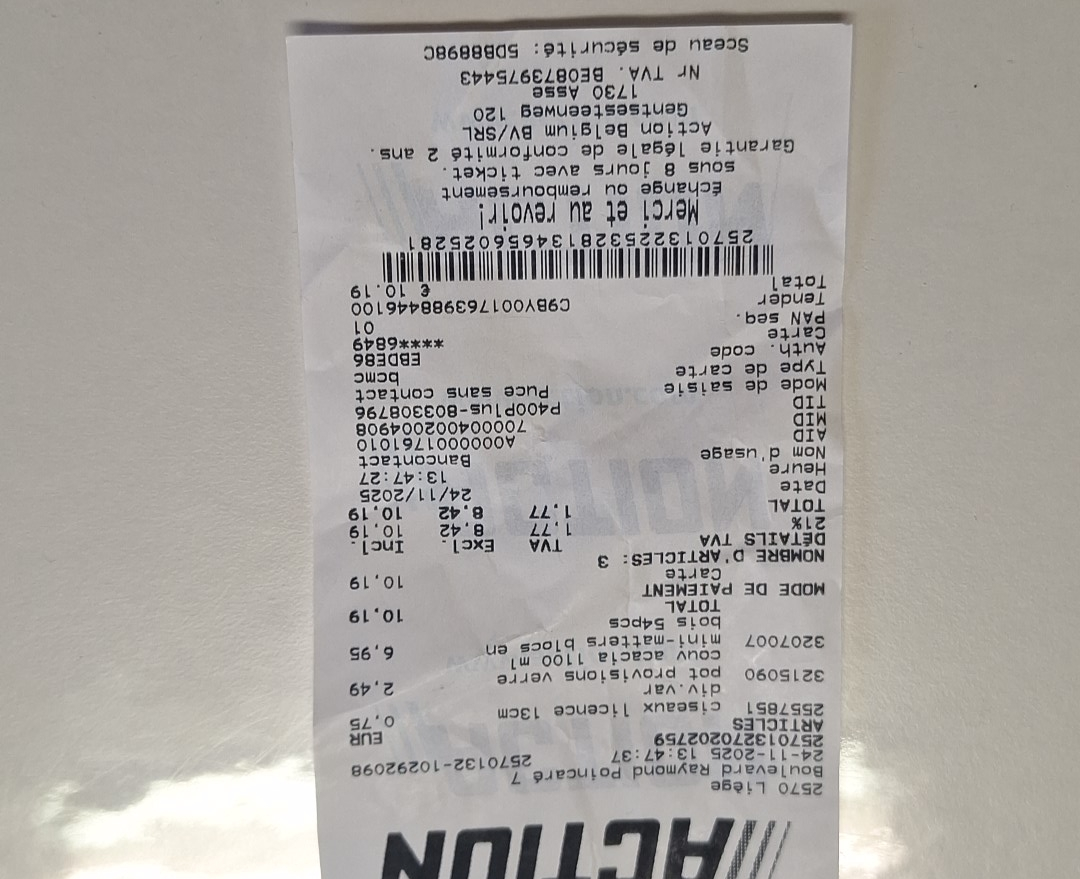 ACTION
2570 Liège
Boulevard Raymond Poincaré 7
24-11-2025 13:47:37 2570132-10292098
257013270202759
ARTICLES EUR
2557851 ciseaux licence 13cm 0,75
div.var
3215090 pot provisions verre 2,49
couv acacia 1100 ml
3207007 mini-matters blocs en 6,95
bois 54pcs
TOTAL 10,19
MODE DE PAIEMENT
Carte 10,19
NOMBRE D'ARTICLES: 3
DÉTAILS TVA TVA Excl. Incl.
21% 1,77 8,42 10,19
TOTAL 1,77 8,42 10,19
Date 24/11/2025
Heure 13:47:27
Nom d'usage Bancontact
AID A0000001761010
MID 700004002004908
TID P400Plus-803308796
Mode de saisie Puce sans contact
Type de carte bcmc
Auth. code EBDE86
Carte ****6849
PAN seq. 01
Tender C9BY001763988446100
Total € 10.19
2570132253281346556025281
Merci et au revoir!
Échange ou remboursement
sous 8 jours avec ticket.
Garantie légale de conformité 2 ans.
Action Belgium BV/SRL
Gentsesteenweg 120
1730 Asse
Nr TVA. BE0873975443
Sceau de sécurité: 5DB8898C